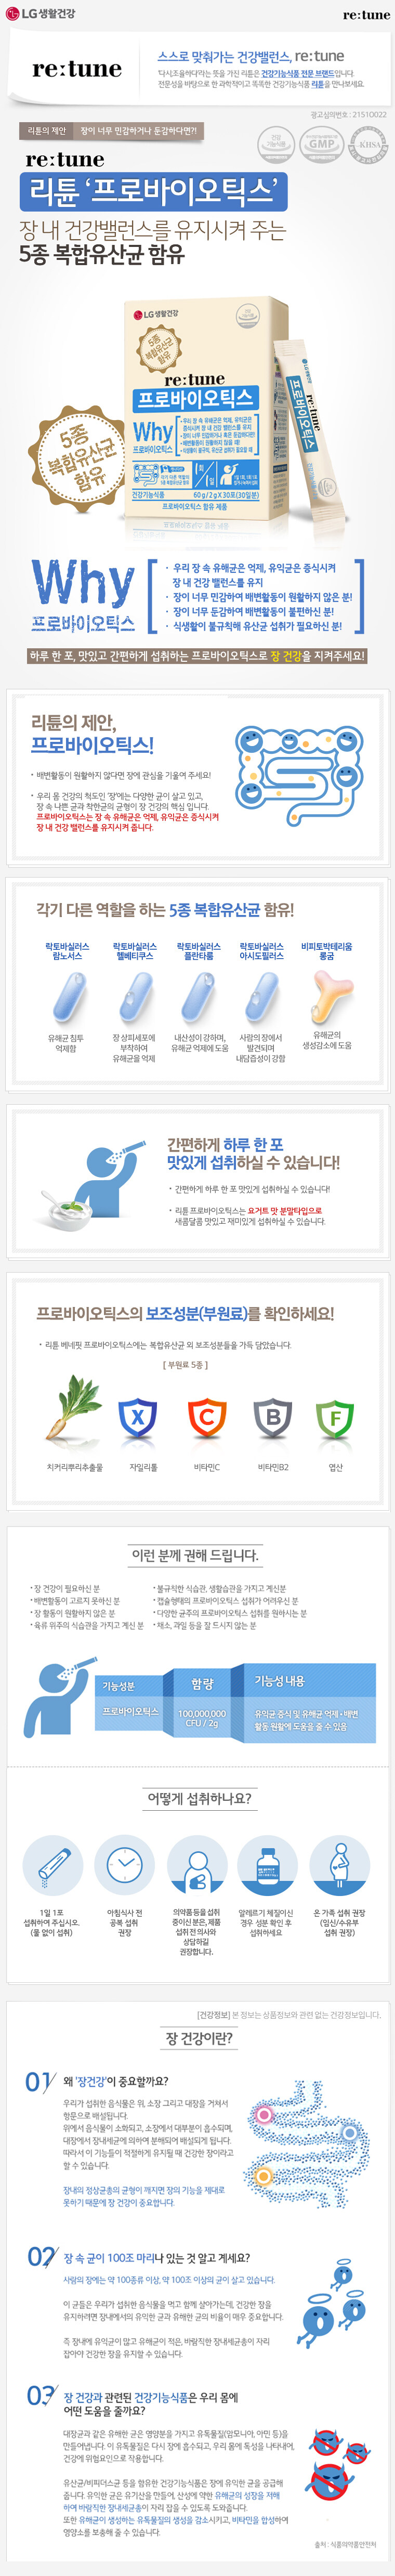 LG생활건강
re:tune
re:tune
스스로 맞춰가는 건강밸런스, re:tune
'다시조율하다'라는 뜻을 가진 리튠은 건강기능식품 전문 브랜드입니다.
전문성을 바탕으로 한 과학적이고 똑똑한 건강기능식품 리튠을 만나보세요.
광고심의번호 : 21510022
리튠의 제안
장이 너무 민감하거나 둔감하다면?!
건강
기능식품
GMP
KHSA
re:tune
리튠 '프로바이오틱스'
장 내 건강밸런스를 유지시켜 주는
5종 복합유산균 함유
LG생활건강
5종
복합유산균
함유
re:tune
프로바이오틱스
Why
프로바이오틱스
건강기능식품
60g/2gX30포(30일분)
프로바이오틱스 함유 제품
LG생활건강
re:tune
프로바이오틱스
5종
복합유산균
함유
Why
프로바이오틱스
· 우리 장 속 유해균은 억제, 유익균은 증식시켜
장 내 건강 밸런스를 유지
· 장이 너무 민감하여 배변활동이 원활하지 않은 분!
· 장이 너무 둔감하여 배변활동이 불편하신 분!
· 식생활이 불규칙해 유산균 섭취가 필요하신 분!
하루 한 포, 맛있고 간편하게 섭취하는 프로바이오틱스로 장 건강을 지켜주세요!
리튠의 제안,
프로바이오틱스!
· 배변활동이 원활하지 않다면 장에 관심을 기울여 주세요!
· 우리 몸 건강의 척도인 '장'에는 다양한 균이 살고 있고,
장 속 나쁜 균과 착한균의 균형이 장 건강의 핵심 입니다.
프로바이오틱스는 장 속 유해균은 억제, 유익균은 증식시켜
장 내 건강 밸런스를 유지시켜 줍니다.
각기 다른 역할을 하는 5종 복합유산균 함유!
락토바실러스
람노서스
락토바실러스
헬베티쿠스
락토바실러스
플란타룸
락토바실러스
아시도필러스
비피토박테리움
롱굼
유해균 침투
억제함
장 상피세포에
부착하여
유해균을 억제
내산성이 강하며,
유해균 억제에 도움
사람의 장에서
발견되며
내담즙성이 강함
유해균의
생성감소에 도움
간편하게 하루 한 포
맛있게 섭취하실 수 있습니다!
· 간편하게 하루 한 포 맛있게 섭취하실 수 있습니다!
· 리튠 프로바이오틱스는 요거트 맛 분말타입으로
새콤달콤 맛있고 재미있게 섭취하실 수 있습니다.
프로바이오틱스의 보조성분(부원료)를 확인하세요!
· 리튠 베네핏 프로바이오틱스에는 복합유산균 외 보조성분들을 가득 담았습니다.
[ 부원료 5종 ]
X
C
B
F
치커리뿌리추출물
자일리톨
비타민C
비타민B2
엽산
이런 분께 권해 드립니다.
· 장 건강이 필요하신 분
· 배변활동이 고르지 못하신 분
· 장 활동이 원활하지 않은 분
· 육류 위주의 식습관을 가지고 계신 분
· 불규칙한 식습관, 생활습관을 가지고 계신분
· 캡슐형태의 프로바이오틱스 섭취가 어려우신 분
· 다양한 균주의 프로바이오틱스 섭취를 원하시는 분
· 채소, 과일 등을 잘 드시지 않는 분
기능성분
함량
기능성 내용
프로바이오틱스
100,000,000
CFU / 2g
유익균 증식 및 유해균 억제 · 배변
활동 원활에 도움을 줄 수 있음
어떻게 섭취하나요?
1일 1포
섭취하여 주십시오.
(물 없이 섭취)
아침식사 전
공복 섭취
권장
의약품 등을 섭취
중이신 분은, 제품
섭취 전 의사와
상담하길
권장합니다.
알레르기 체질이신
경우 성분 확인 후
섭취하세요
온 가족 섭취 권장
(임신/수유부
섭취 권장)
[건강정보] 본 정보는 상품정보와 관련 없는 건강정보입니다.
장 건강이란?
01
왜 '장건강'이 중요할까요?
우리가 섭취한 음식물은 위, 소장 그리고 대장을 거쳐서
항문으로 배설됩니다.
위에서 음식물이 소화되고, 소장에서 대부분이 흡수되며,
대장에서 장내세균에 의하여 분해되어 배설되게 됩니다.
따라서 이 기능들이 적절하게 유지될 때 건강한 장이라고
할 수 있습니다.
장내의 정상균총의 균형이 깨지면 장의 기능을 제대로
못하기 때문에 장 건강이 중요합니다.
02
장 속 균이 100조 마리나 있는 것 알고 계세요?
사람의 장에는 약 100종류 이상, 약 100조 이상의 균이 살고 있습니다.
이 균들은 우리가 섭취한 음식물을 먹고 함께 살아가는데, 건강한 장을
유지하려면 장내에서의 유익한 균과 유해한 균의 비율이 매우 중요합니다.
즉 장내에 유익균이 많고 유해균이 적은, 바람직한 장내세균총이 자리
잡아야 건강한 장을 유지할 수 있습니다.
03
장 건강과 관련된 건강기능식품은 우리 몸에
어떤 도움을 줄까요?
대장균과 같은 유해한 균은 영양분을 가지고 유독물질(암모니아, 아민 등)을
만들어냅니다. 이 유독물질은 다시 장에 흡수되고, 우리 몸에 독성을 나타내어,
건강에 위험요인으로 작용합니다.
유산균/비피더스균 등을 함유한 건강기능식품은 장에 유익한 균을 공급해
줍니다. 유익한 균은 유기산을 만들어, 산성에 약한 유해균의 성장을 저해
하여 바람직한 장내세균총이 자리 잡을 수 있도록 도와줍니다.
또한 유해균이 생성하는 유독물질의 생성을 감소시키고, 비타민을 합성하여
영양소를 보충해 줄 수 있습니다.
출처 : 식품의약품안전처